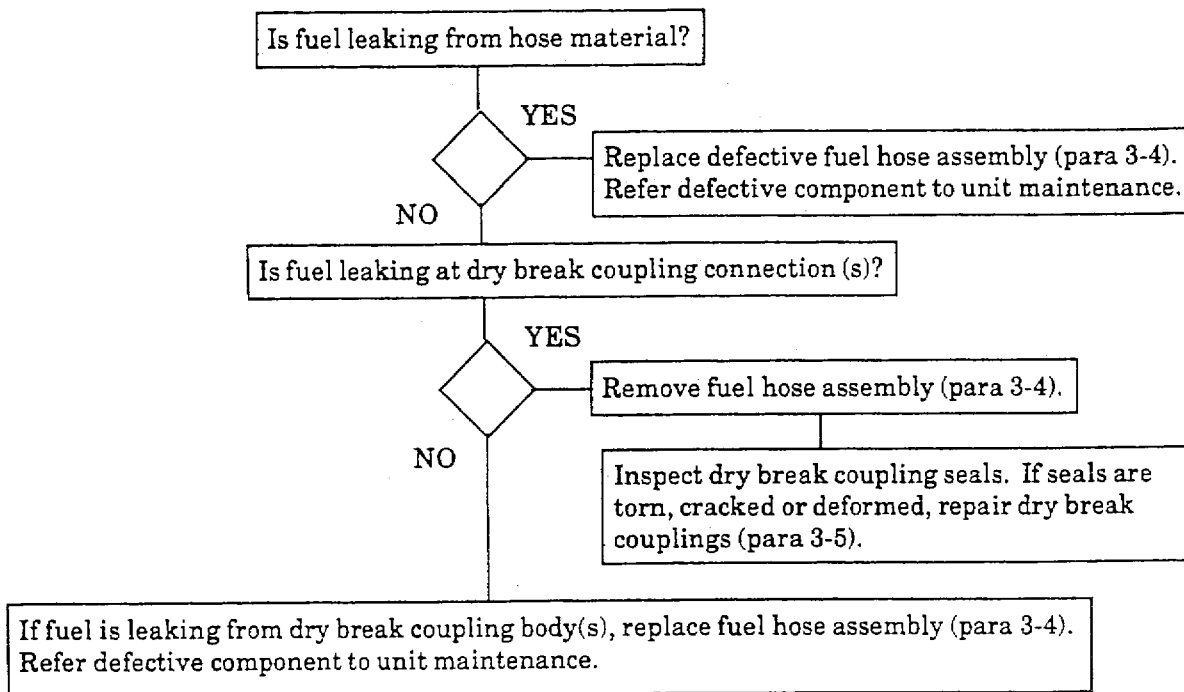 Is fuel leaking from hose material?
YES
Replace defective fuel hose assembly (para 3-4).
Refer defective component to unit maintenance.
NO
Is fuel leaking at dry break coupling connection (s)?
YES
Remove fuel hose assembly (para 3-4).
NO
Inspect dry break coupling seals. If seals are
torn, cracked or deformed, repair dry break
couplings (para 3-5).
If fuel is leaking from dry break coupling body(s), replace fuel hose assembly (para 3-4).
Refer defective component to unit maintenance.